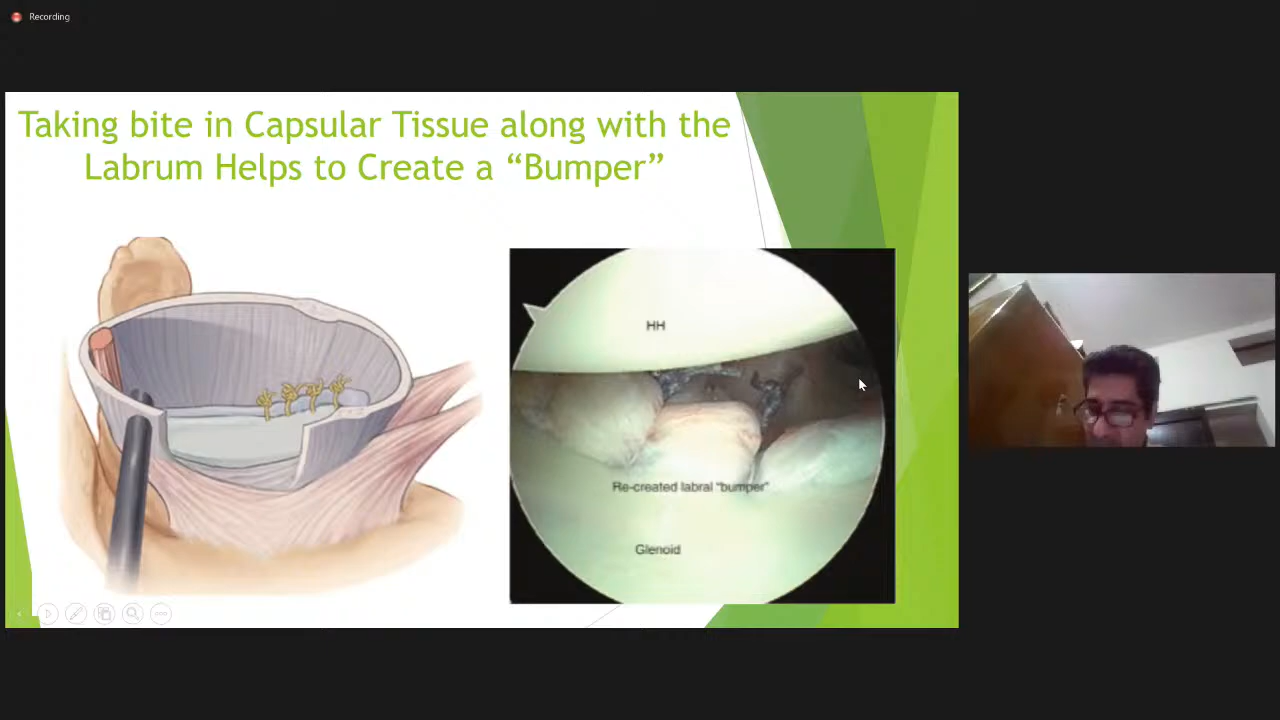 Recording
Taking bite in Capsular Tissue along with the
Labrum Helps to Create a “Bumper”
HH
Re-created labral “bumper”
Glenoid